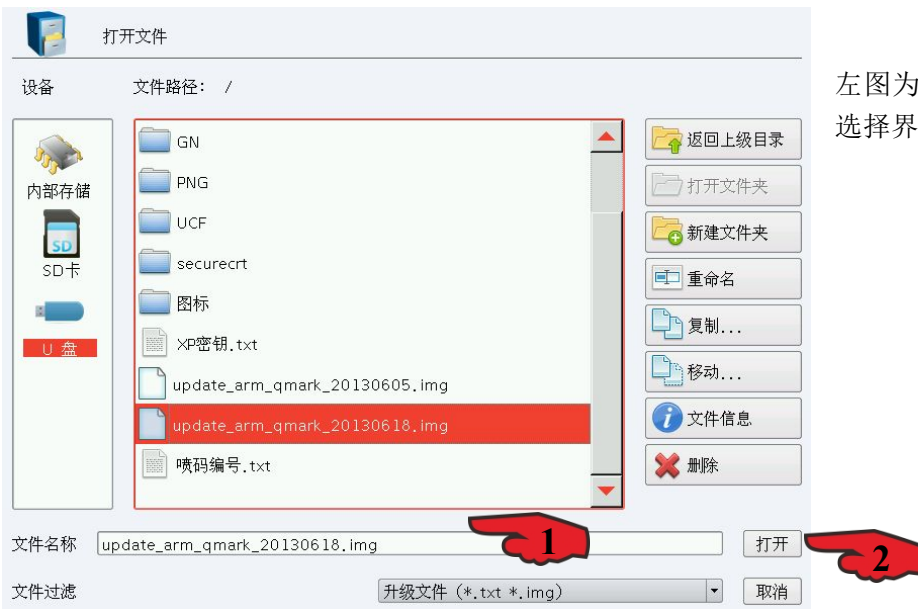 打开文件
左图为
选择界
设备
文件路径： /
内部存储
SD
SD卡
U 盘
GN
PNG
UCF
securecrt
图标
XP密钥.txt
update_arm_qmark_20130605.img
update_arm_qmark_20130618.img
喷码编号.txt
返回上级目录
打开文件夹
新建文件夹
重命名
复制...
移动...
文件信息
删除
文件名称
update_arm_qmark_20130618.img
1
打开
2
文件过滤
升级文件 (*.txt *.img)
取消